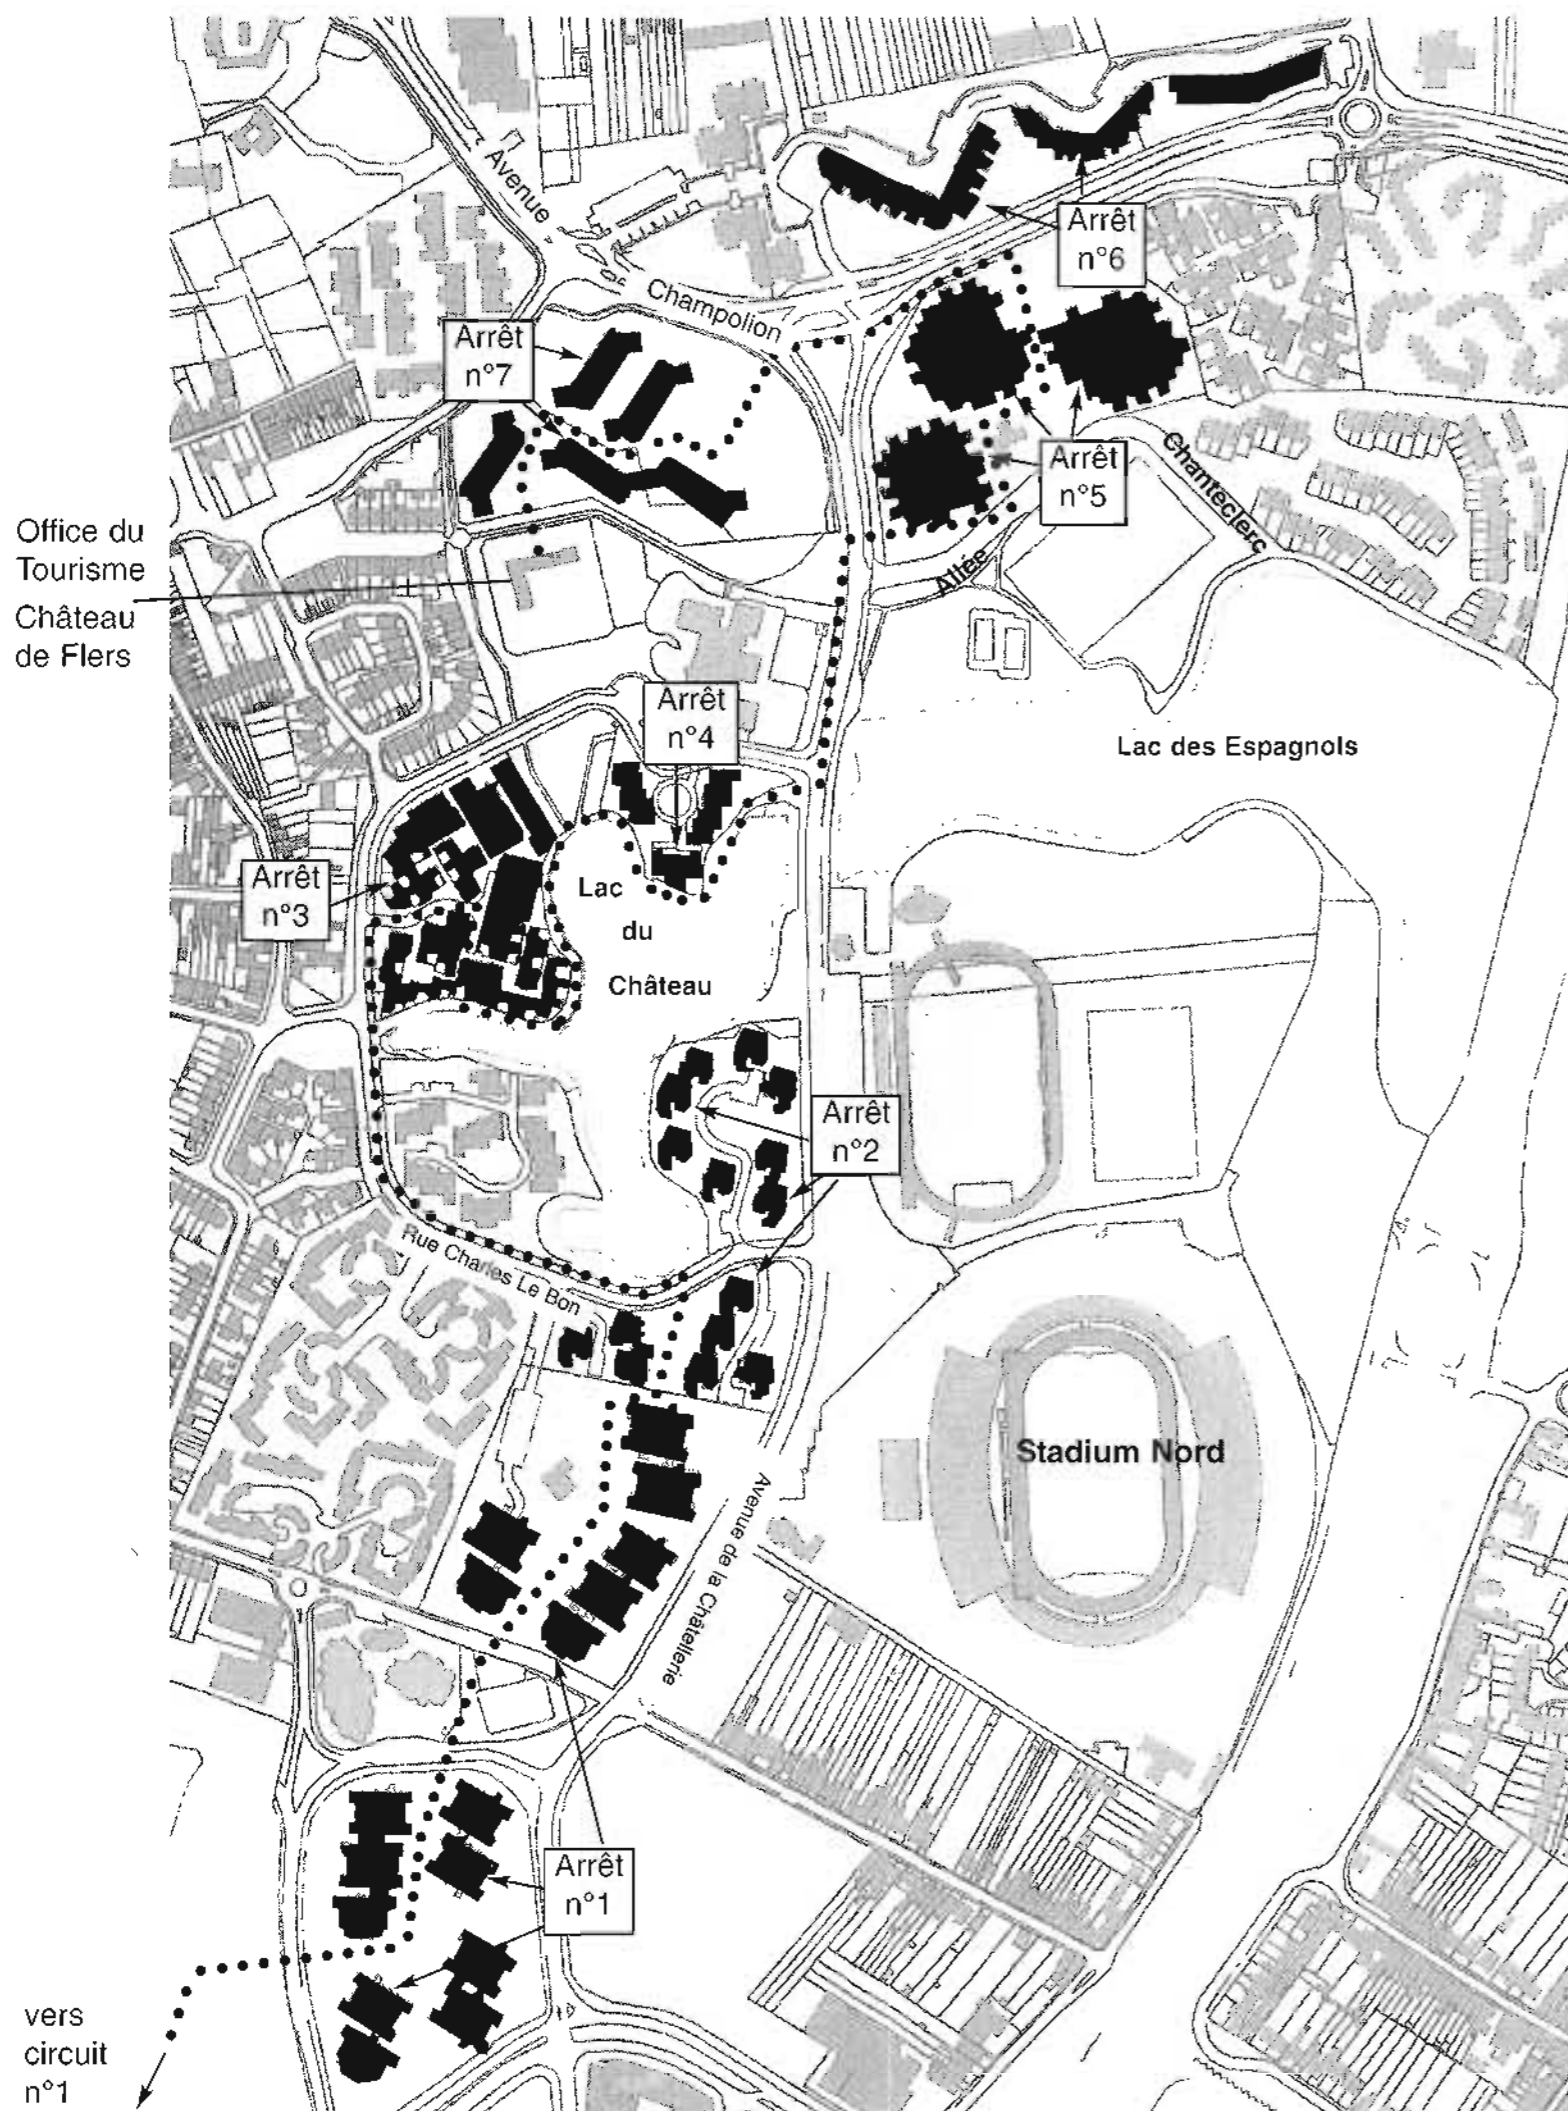 Avenue
Champolion
Arrêt
n°6
Arrêt
n°7
Arrêt
n°5
Chanteclerc
Allée
Office du
Tourisme
Château
de Flers
Arrêt
n°4
Lac des Espagnols
Arrêt
n°3
Lac
du
Château
Arrêt
n°2
Rue Charles Le Bon
Stadium Nord
Avenue de la Châtellerie
Arrêt
n°1
vers
circuit
n°1